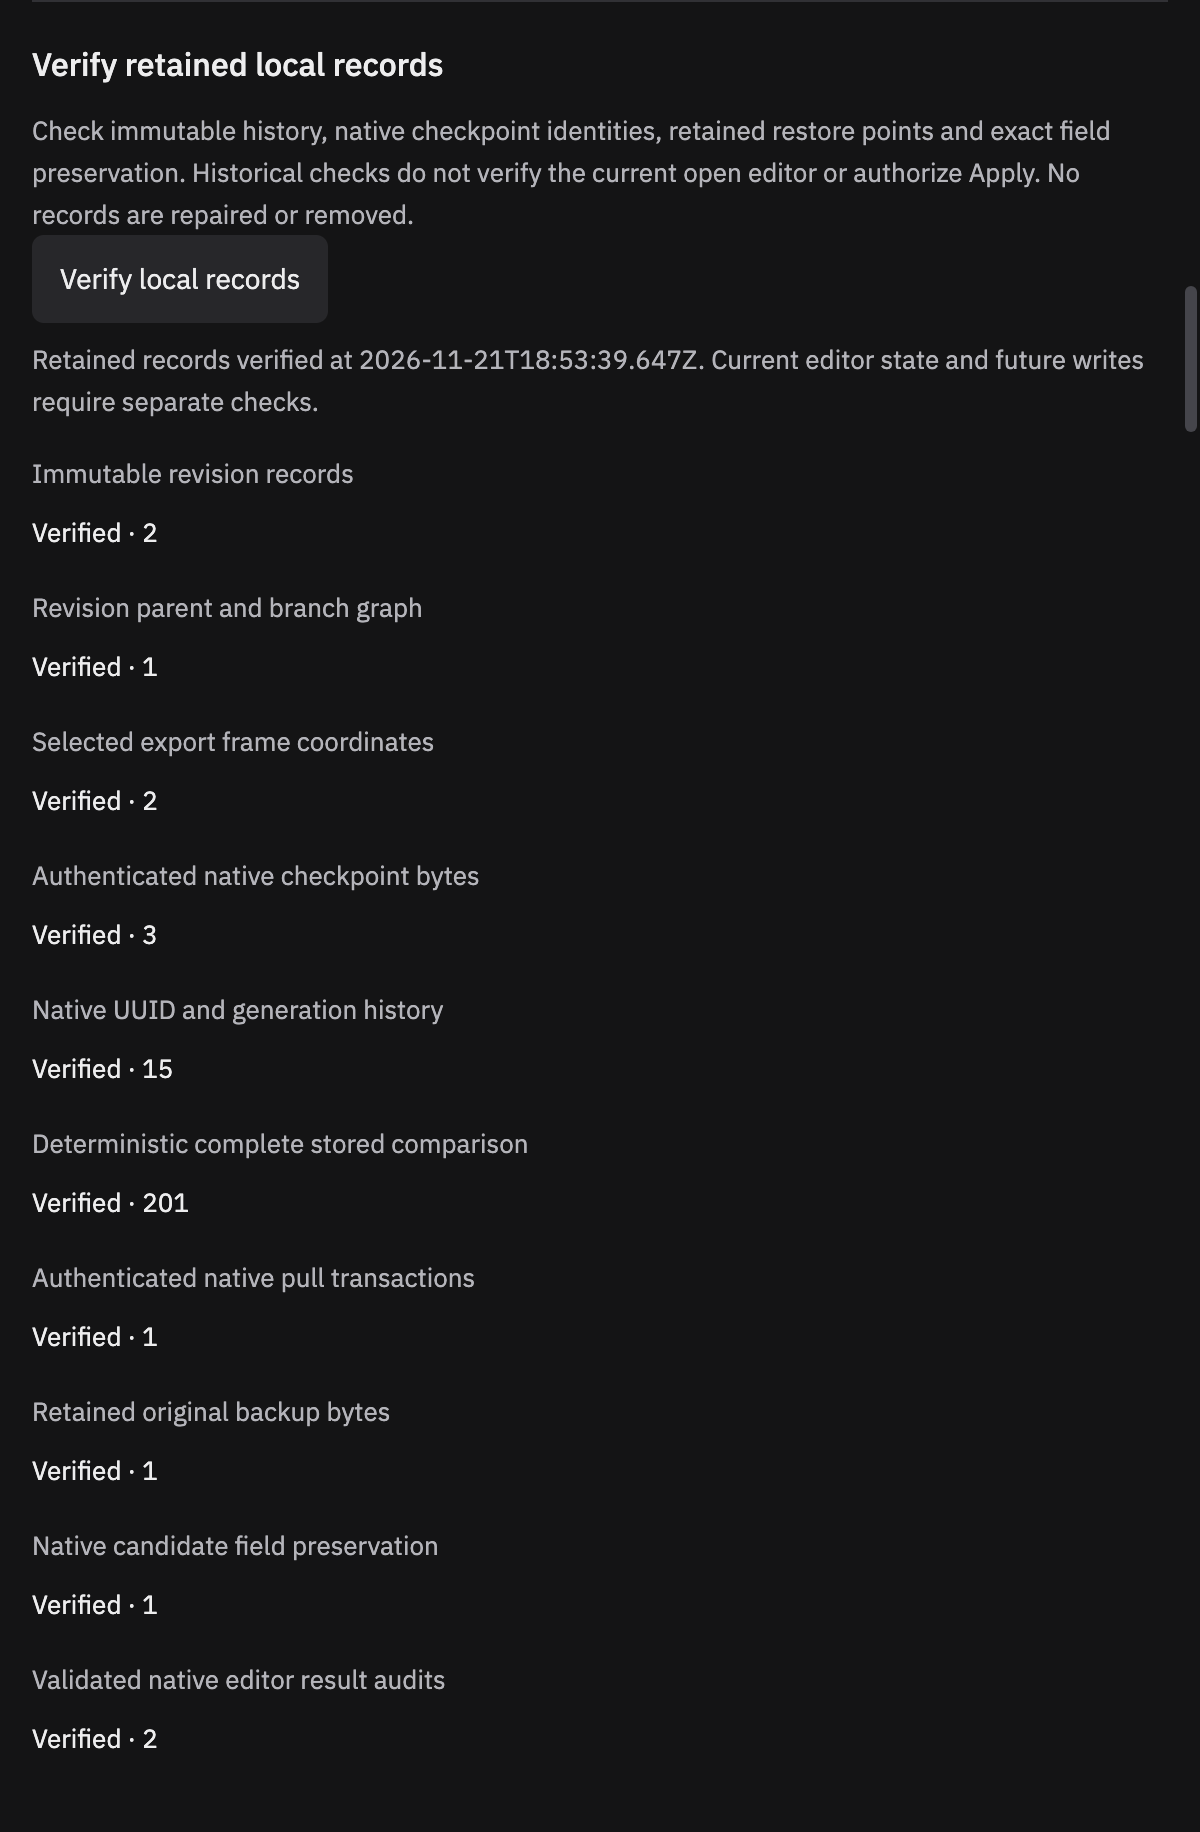 Verify retained local records
Check immutable history, native checkpoint identities, retained restore points and exact field
preservation. Historical checks do not verify the current open editor or authorize Apply. No
records are repaired or removed.
Verify local records
Retained records verified at 2026-11-21T18:53:39.647Z. Current editor state and future writes
require separate checks.
Immutable revision records
Verified · 2
Revision parent and branch graph
Verified · 1
Selected export frame coordinates
Verified · 2
Authenticated native checkpoint bytes
Verified · 3
Native UUID and generation history
Verified · 15
Deterministic complete stored comparison
Verified · 201
Authenticated native pull transactions
Verified · 1
Retained original backup bytes
Verified · 1
Native candidate field preservation
Verified · 1
Validated native editor result audits
Verified · 2